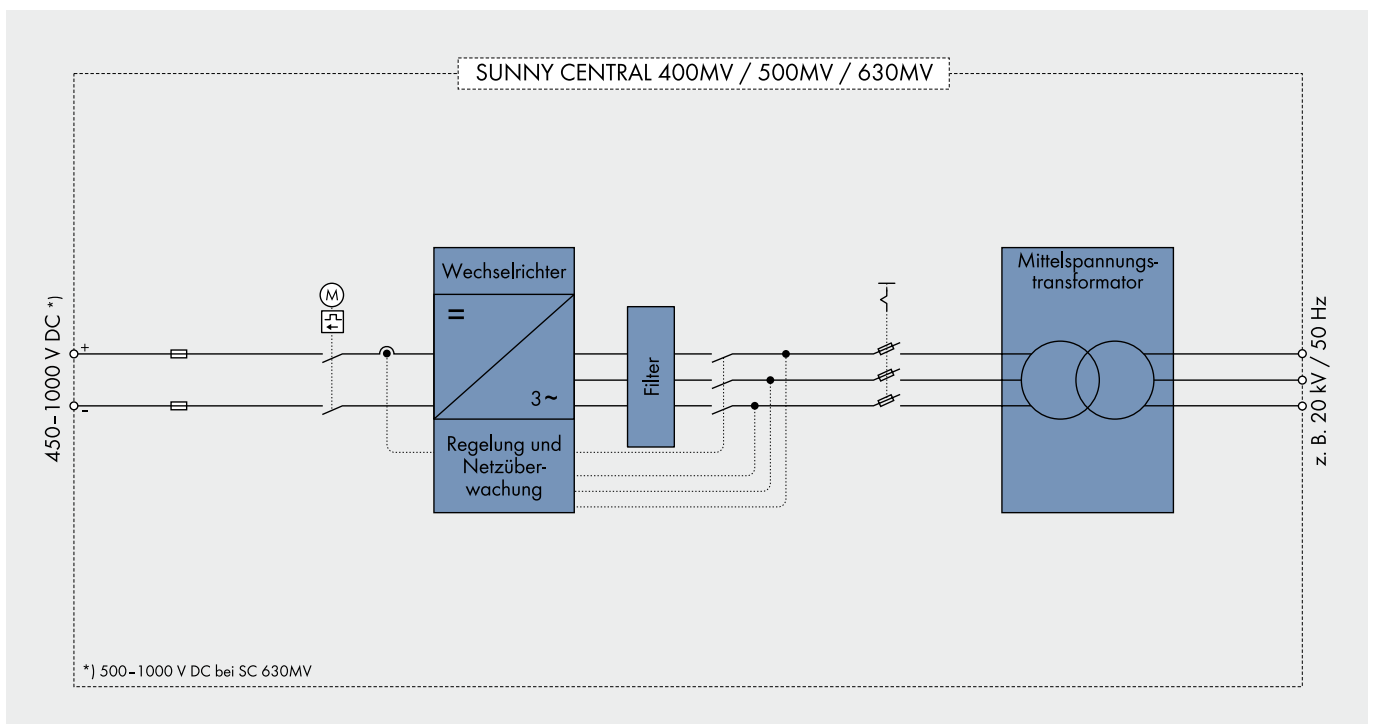 SUNNY CENTRAL 400MV / 500MV / 630MV
450–1000 V DC *)
+
-
M
Wechselrichter
=
3~
Regelung und
Netzüber-
wachung
Filter
Mittelspannungs-
transformator
z. B. 20 kV / 50 Hz
*) 500–1000 V DC bei SC 630MV